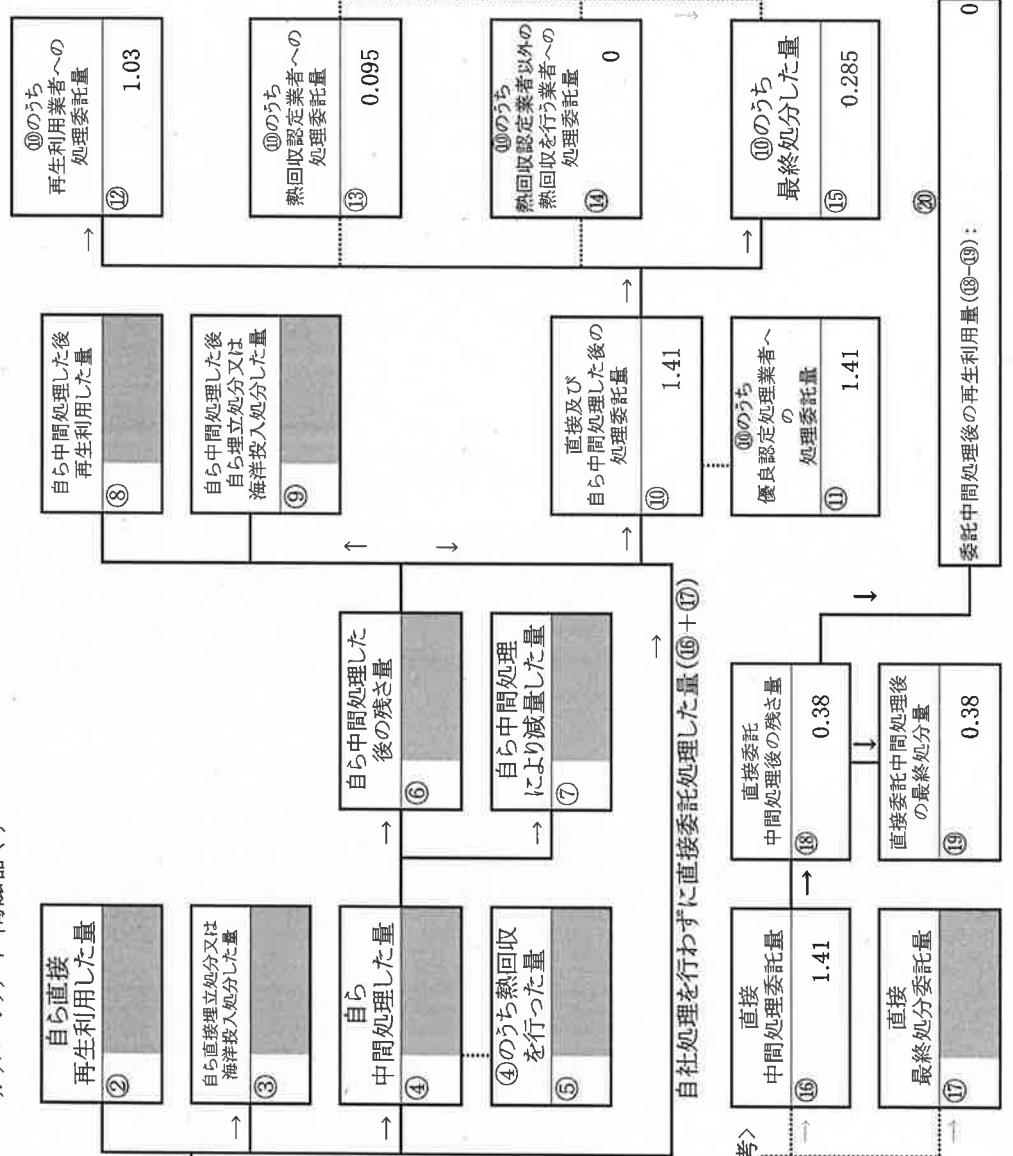 自ら直接
再生利用した量
②
自ら直接埋立処分又は
海洋投入処分した量
③
自ら
中間処理した量
④
④のうち熱回収
を行った量
⑤
自ら中間処理した
後の残さ量
⑥
自ら中間処理
により減量した量
⑦
自ら中間処理した後
再生利用した量
⑧
自ら中間処理した後
自ら埋立処分又は
海洋投入処分した量
⑨
直接及び
自ら中間処理した後の
処理委託量
⑩ 1.41
⑩のうち
優良認定処理業者へ
の
処理委託量
⑪ 1.41
⑩のうち
再生利用業者への
処理委託量
⑫ 1.03
⑩のうち
熱回収認定業者への
処理委託量
⑬ 0.095
⑩のうち
熱回収認定業者以外の
熱回収を行う業者への
処理委託量
⑭ 0
⑩のうち
最終処分した量
⑮ 0.285
自社処理を行わずに直接委託処理した量(⑯+⑰)
考>
直接
中間処理委託量
⑯ 1.41
直接
最終処分委託量
⑰
直接委託
中間処理後の残さ量
⑱ 0.38
直接委託中間処理後
の最終処分量
⑲ 0.38
⑳
委託中間処理後の再生利用量(⑱-⑲): 0